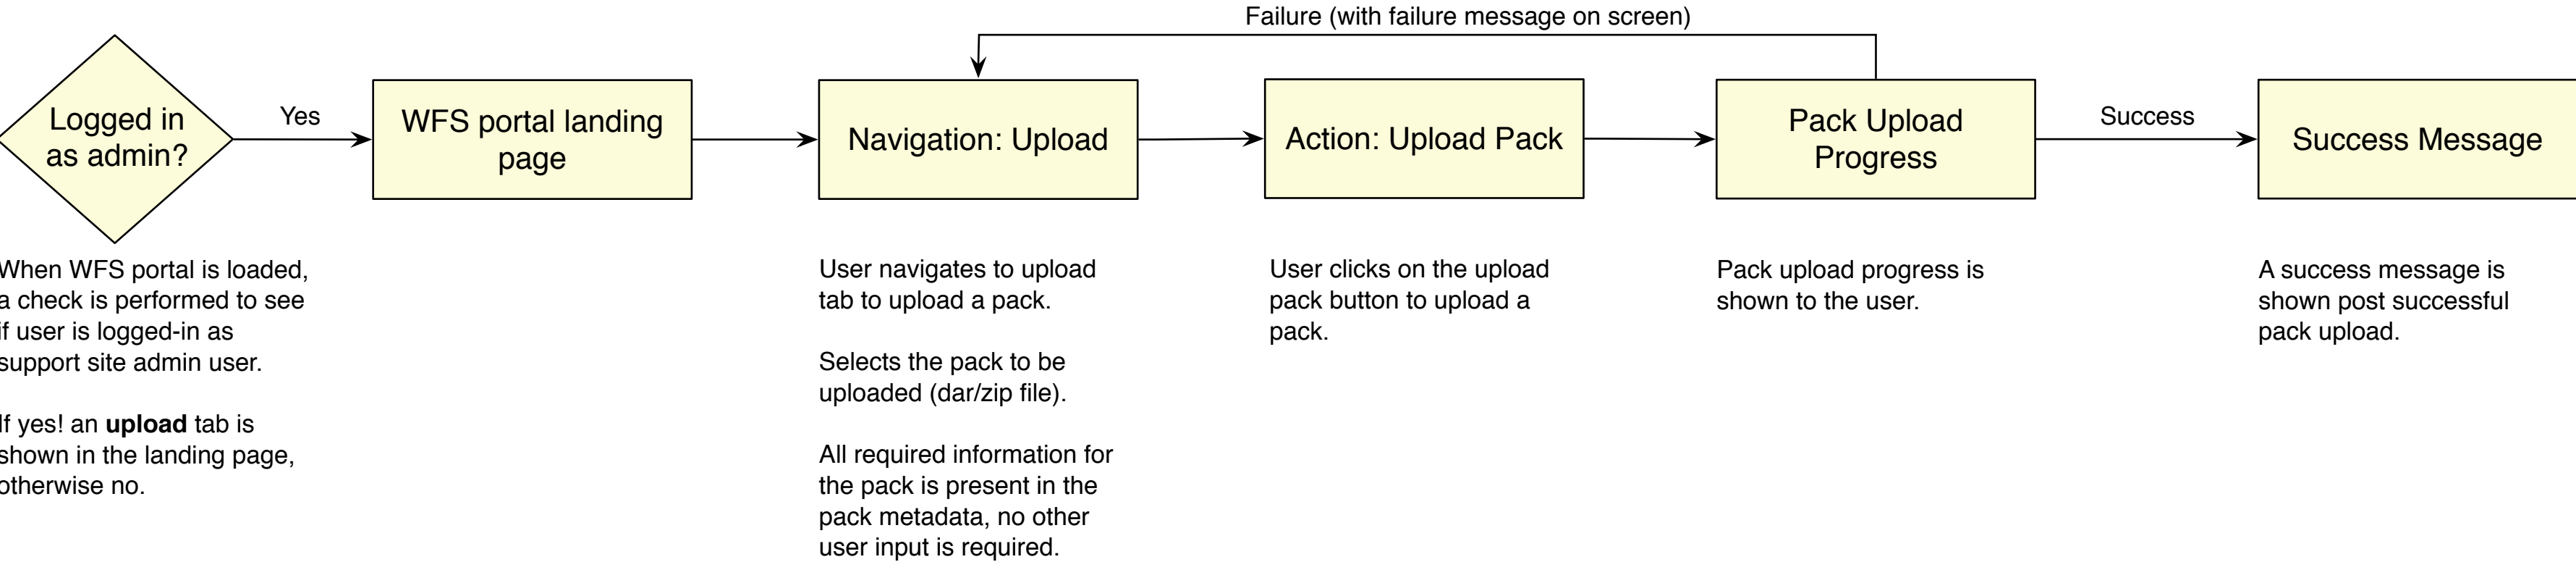 Failure (with failure message on screen)
Logged in
as admin?
Yes
WFS portal landing
page
Navigation: Upload
Action: Upload Pack
Pack Upload
Progress
Success
Success Message
When WFS portal is loaded,
a check is performed to see
if user is logged-in as
support site admin user.
If yes! an upload tab is
shown in the landing page,
otherwise no.
User navigates to upload
tab to upload a pack.
Selects the pack to be
uploaded (dar/zip file).
All required information for
the pack is present in the
pack metadata, no other
user input is required.
User clicks on the upload
pack button to upload a
pack.
Pack upload progress is
shown to the user.
A success message is
shown post successful
pack upload.